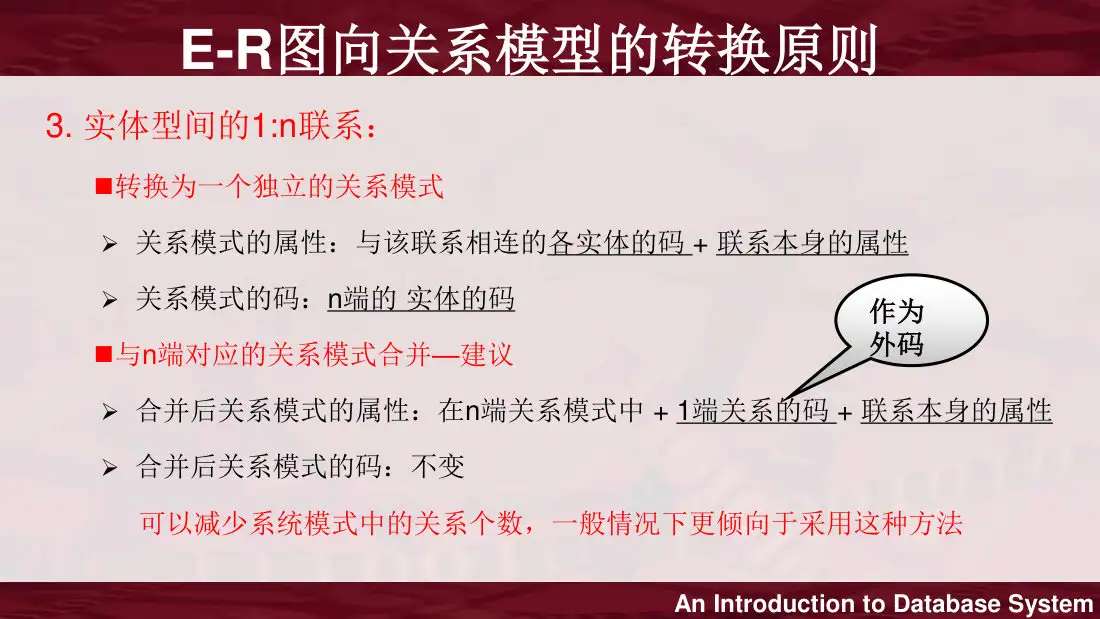 E-R图向关系模型的转换原则
3. 实体型间的1:n联系：
■转换为一个独立的关系模式
➢ 关系模式的属性：与该联系相连的各实体的码 + 联系本身的属性
➢ 关系模式的码：n端的 实体的码
作为
外码
■与n端对应的关系模式合并—建议
➢ 合并后关系模式的属性：在n端关系模式中 + 1端关系的码 + 联系本身的属性
➢ 合并后关系模式的码：不变
可以减少系统模式中的关系个数，一般情况下更倾向于采用这种方法
An Introduction to Database System